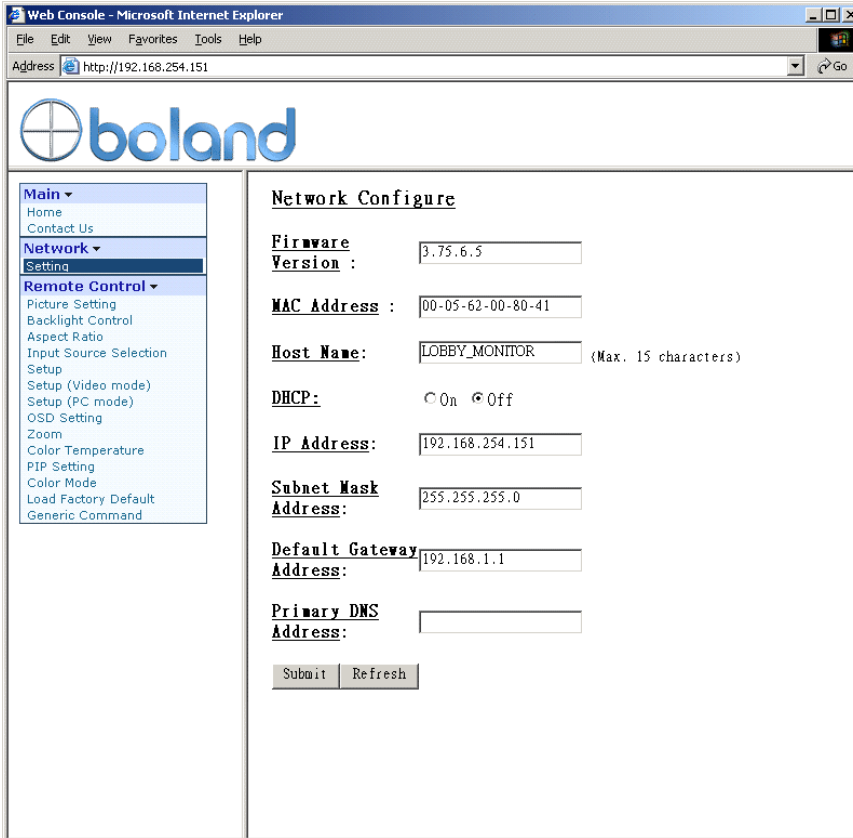 Web Console - Microsoft Internet Explorer
File Edit View Favorites Tools Help
Address http://192.168.254.151 Go
boland
Main
Home
Contact Us
Network
Setting
Remote Control
Picture Setting
Backlight Control
Aspect Ratio
Input Source Selection
Setup
Setup (Video mode)
Setup (PC mode)
OSD Setting
Zoom
Color Temperature
PIP Setting
Color Mode
Load Factory Default
Generic Command
Network Configure
Firmware
Version : 3.75.6.5
MAC Address : 00-05-62-00-80-41
Host Name: LOBBY_MONITOR (Max. 15 characters)
DHCP: On Off
IP Address: 192.168.254.151
Subnet Mask
Address: 255.255.255.0
Default Gateway
Address: 192.168.1.1
Primary DNS
Address:
Submit Refresh